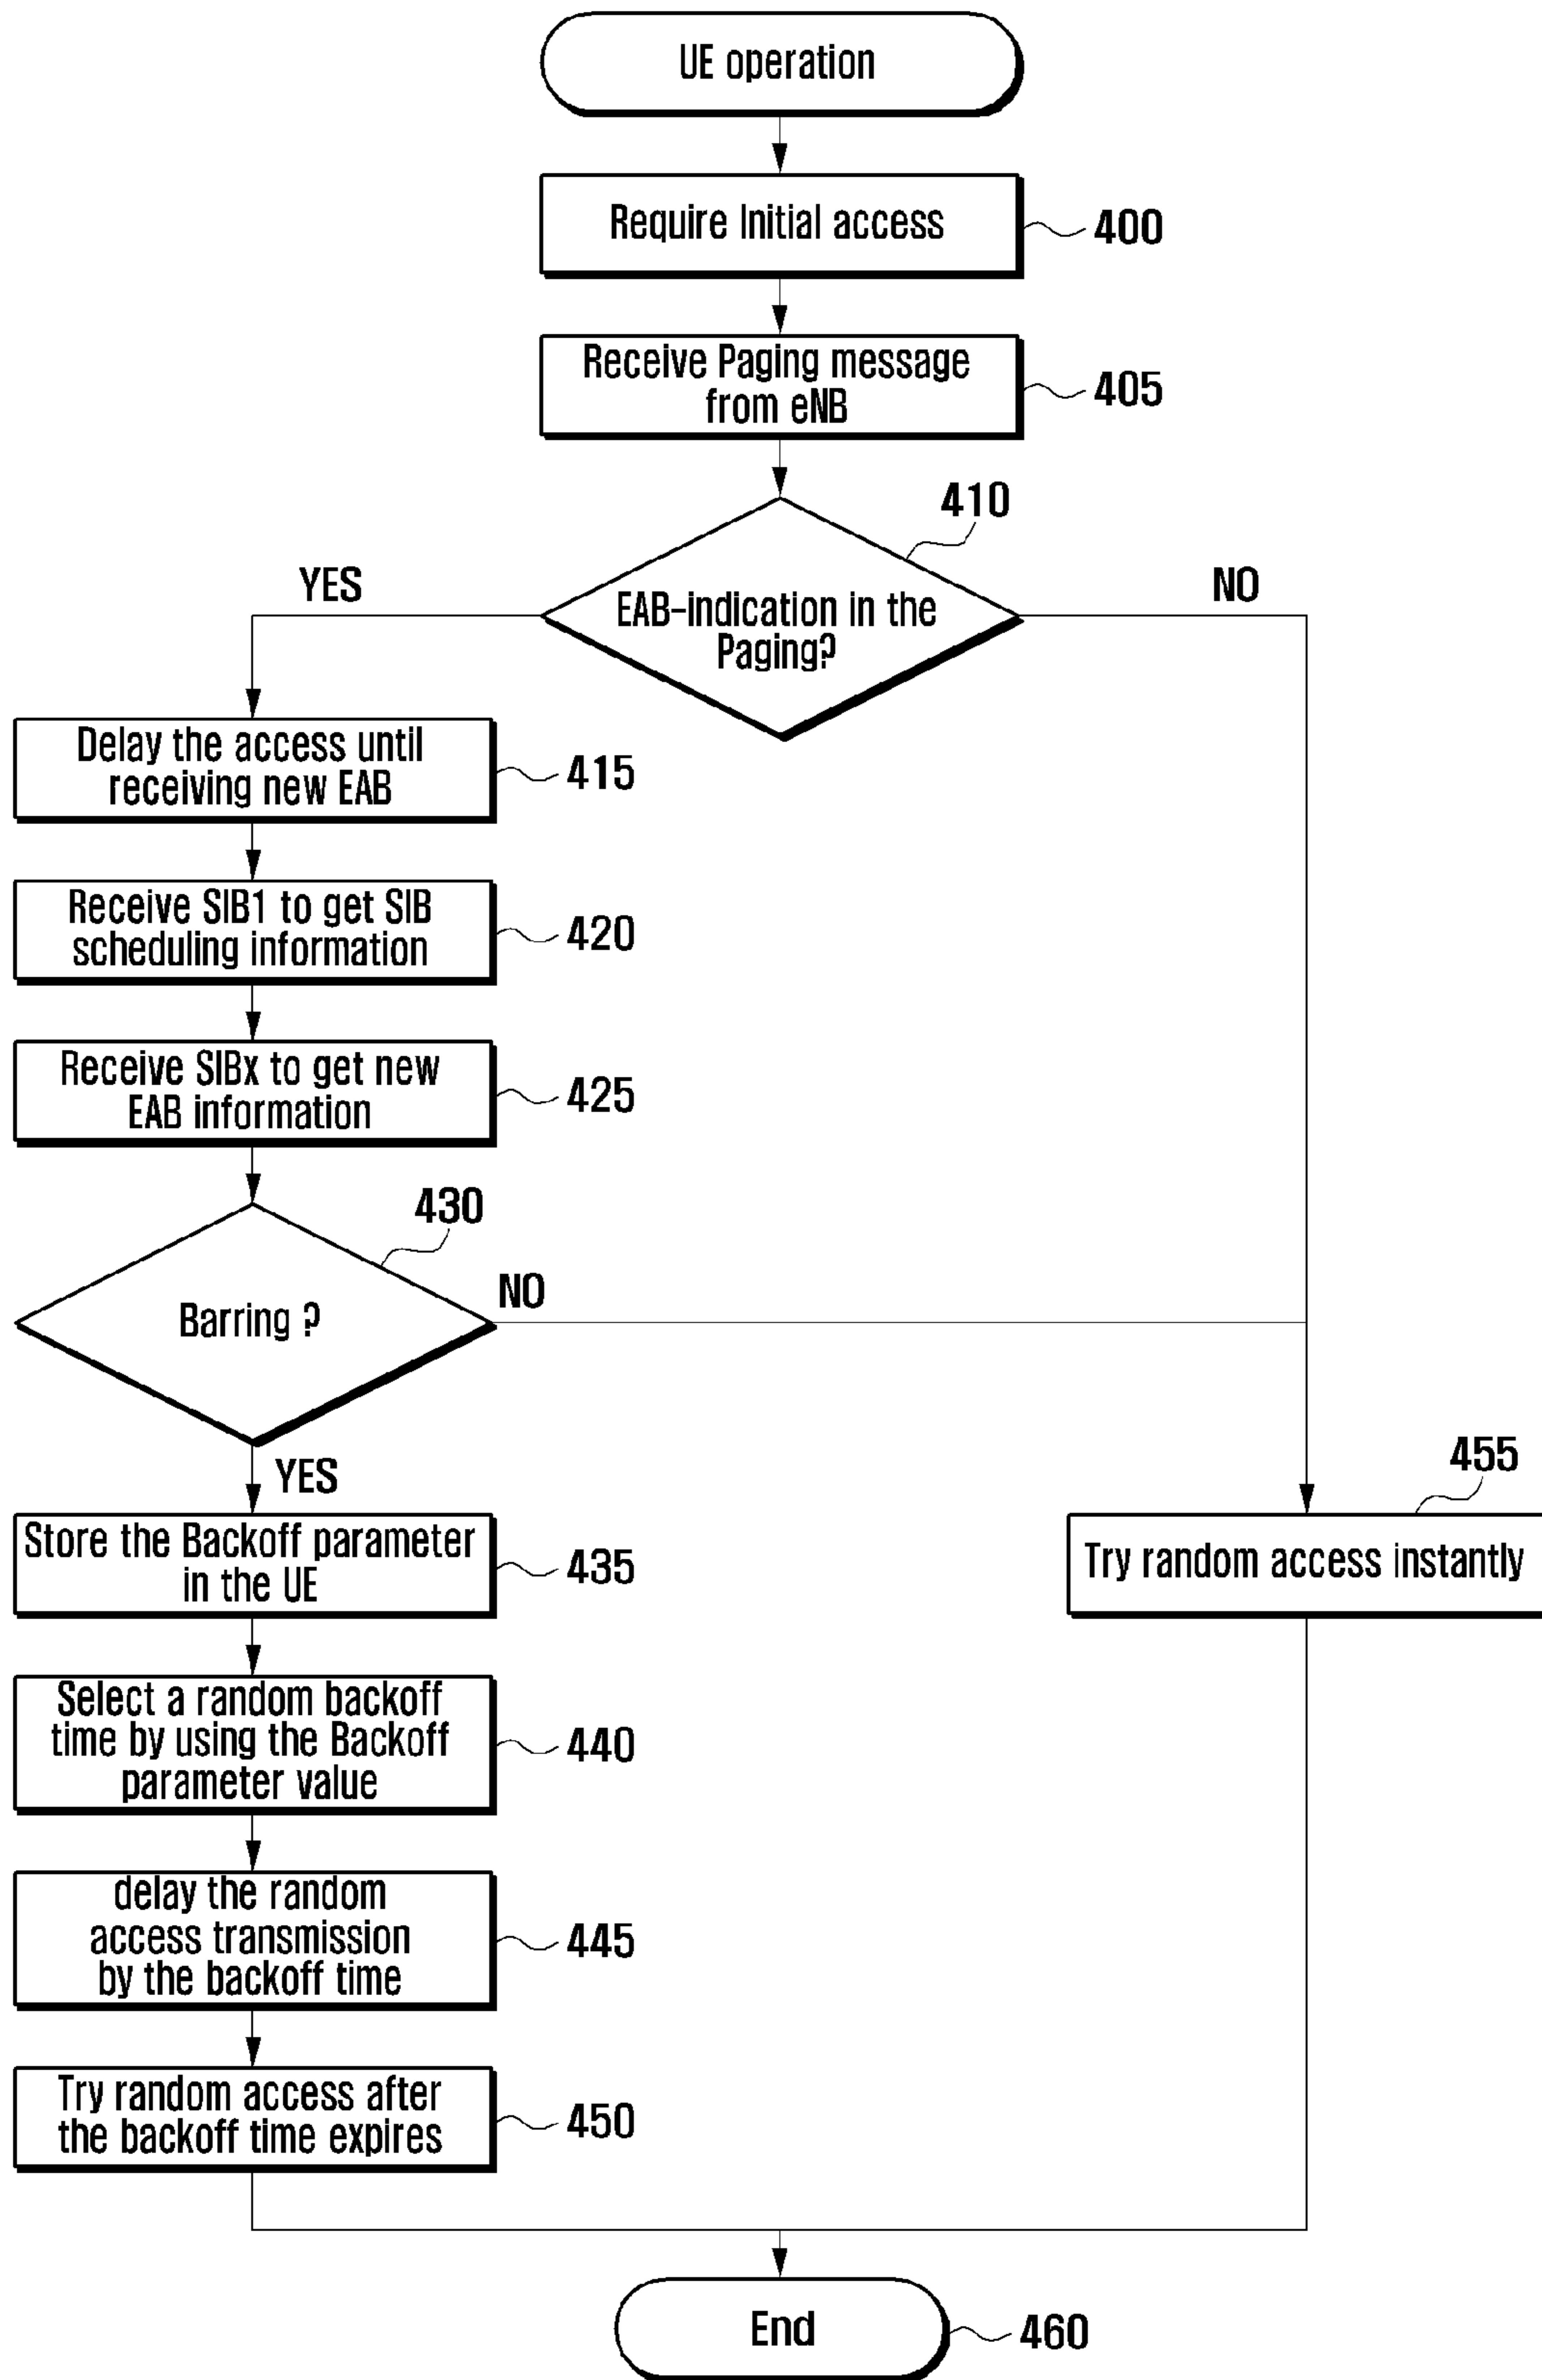 UE operation
Require Initial access
400
Receive Paging message
from eNB
405
410
YES
NO
EAB-indication in the
Paging?
Delay the access until
receiving new EAB
415
Receive SIB1 to get SIB
scheduling information
420
Receive SIBx to get new
EAB information
425
430
NO
Barring ?
YES
455
Store the Backoff parameter
in the UE
435
Try random access instantly
Select a random backoff
time by using the Backoff
parameter value
440
delay the random
access transmission
by the backoff time
445
Try random access after
the backoff time expires
450
End
460